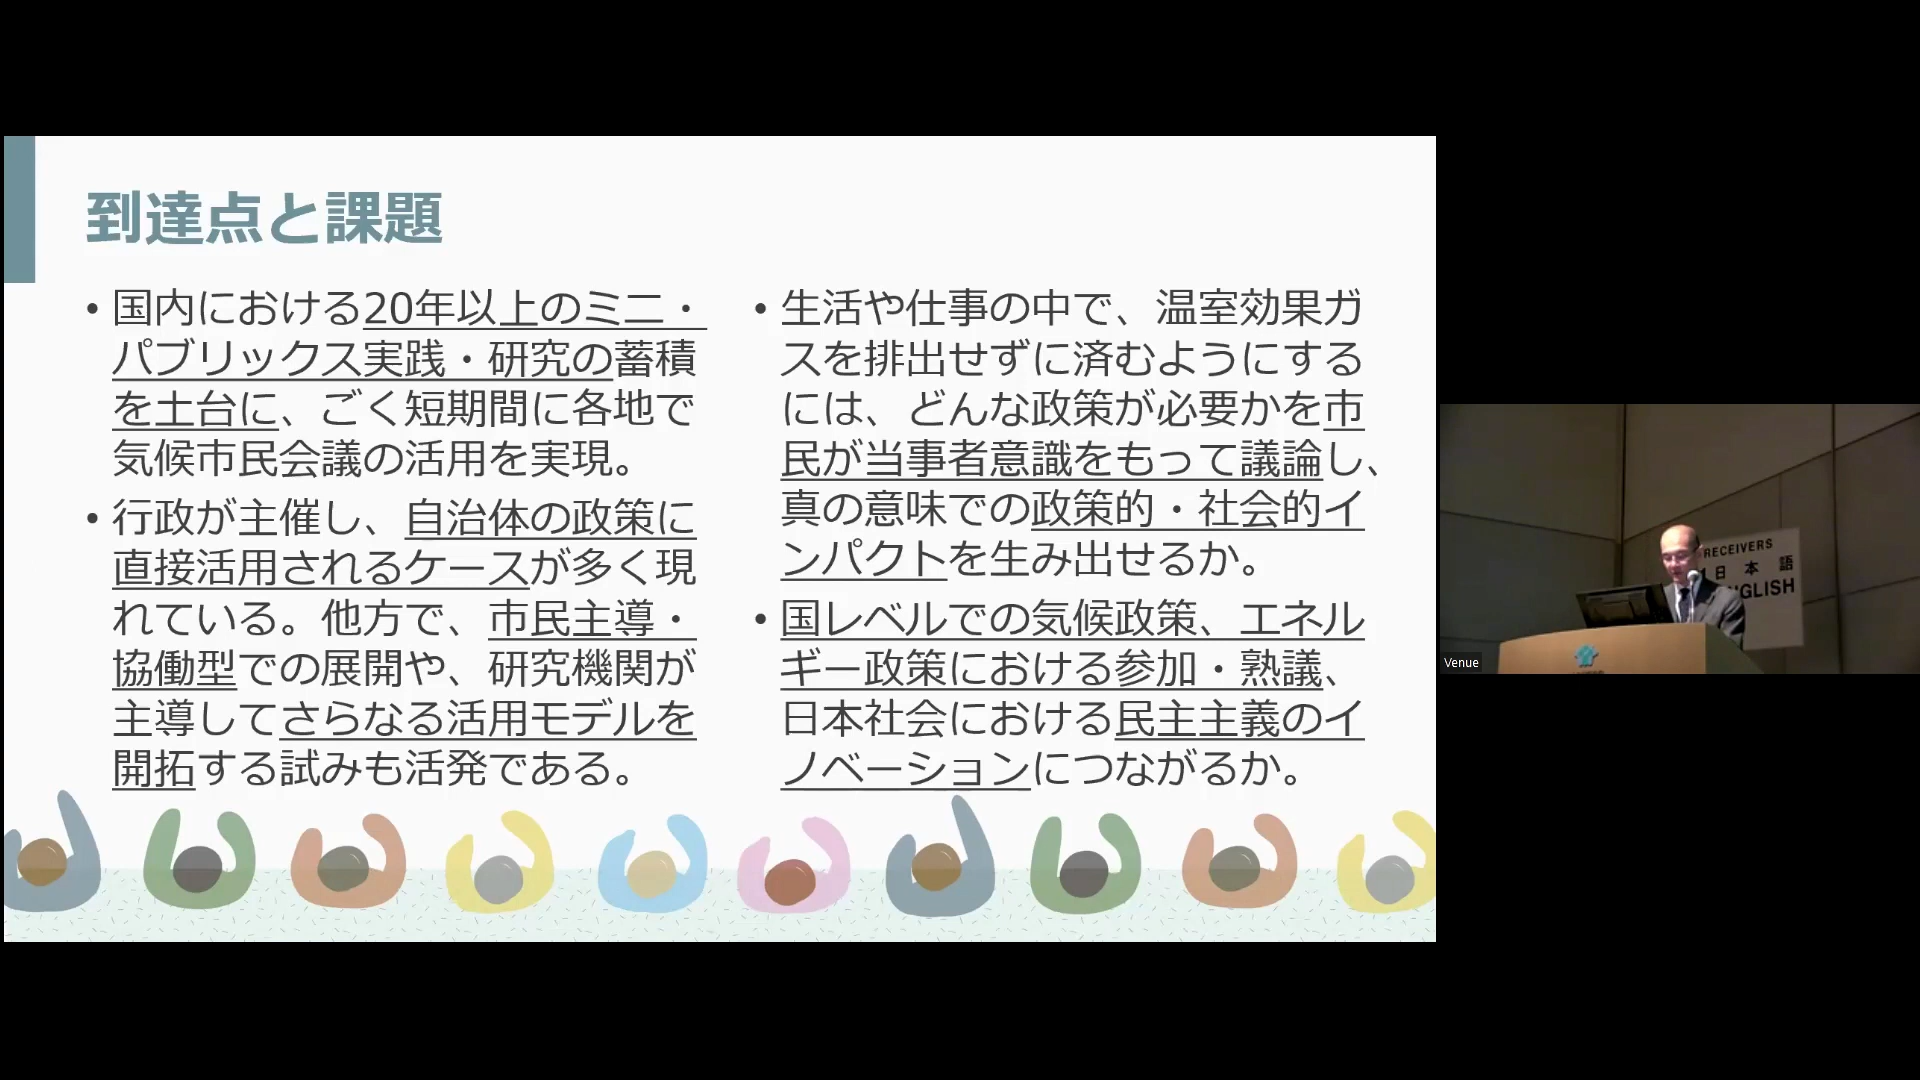 到達点と課題
• 国内における20年以上のミニ・
パブリックス実践・研究の蓄積
を土台に、ごく短期間に各地で
気候市民会議の活用を実現。
• 行政が主催し、自治体の政策に
直接活用されるケースが多く現
れている。他方で、市民主導・
協働型での展開や、研究機関が
主導してさらなる活用モデルを
開拓する試みも活発である。
• 生活や仕事の中で、温室効果ガ
スを排出せずに済むようにする
には、どんな政策が必要かを市
民が当事者意識をもって議論し、
真の意味での政策的・社会的イ
ンパクトを生み出せるか。
• 国レベルでの気候政策、エネル
ギー政策における参加・熟議、
日本社会における民主主義のイ
ノベーションにつながるか。
RECEIVERS
日本語
GLISH
Venue